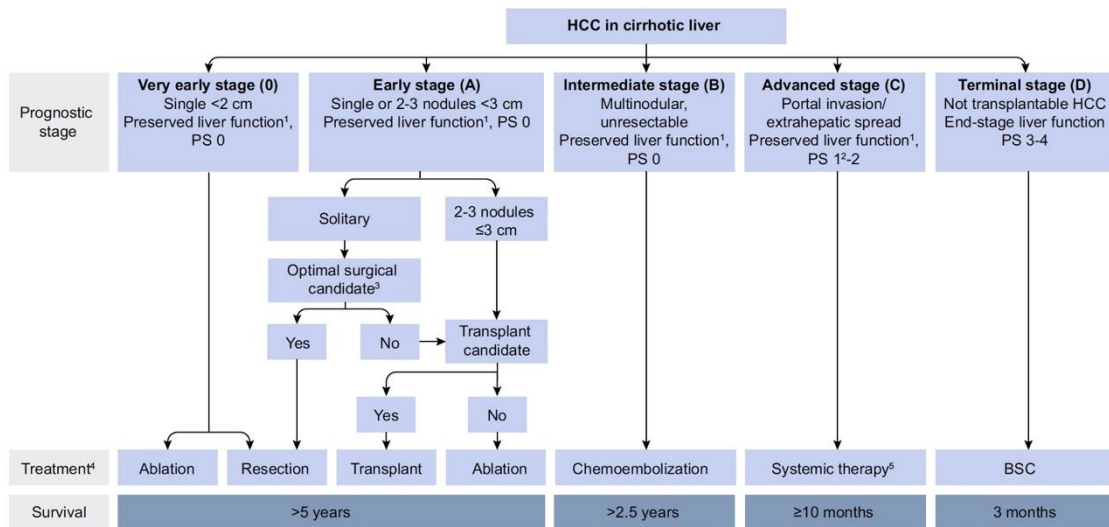 HCC in cirrhotic liver
Prognostic
stage
Very early stage (0)
Single <2 cm
Preserved liver function¹,
PS 0
Early stage (A)
Single or 2-3 nodules <3 cm
Preserved liver function¹, PS 0
Intermediate stage (B)
Multinodular,
unresectable
Preserved liver function¹,
PS 0
Advanced stage (C)
Portal invasion/
extrahepatic spread
Preserved liver function¹,
PS 1²-2
Terminal stage (D)
Not transplantable HCC
End-stage liver function
PS 3-4
Solitary
2-3 nodules
≤3 cm
Optimal surgical
candidate³
Yes
No
Transplant
candidate
Yes
No
Treatment⁴
Ablation
Resection
Transplant
Ablation
Chemoembolization
Systemic therapy⁵
BSC
Survival
>5 years
>2.5 years
≥10 months
3 months